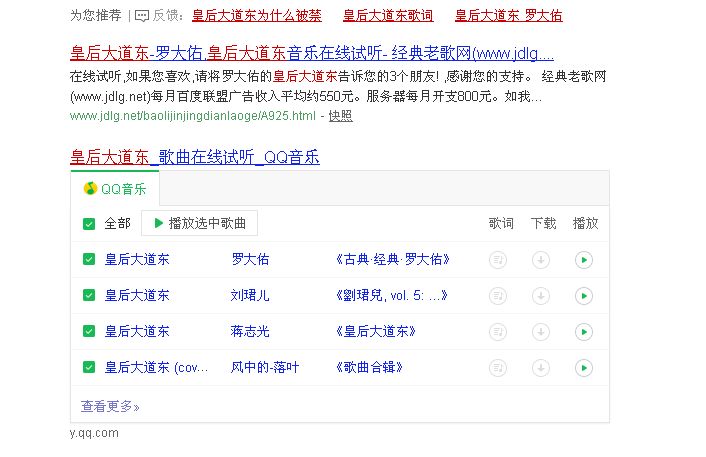 为您推荐 | 反馈: 皇后大道东为什么被禁 皇后大道东歌词 皇后大道东 罗大佑
皇后大道东-罗大佑,皇后大道东音乐在线试听- 经典老歌网(www.jdlg....
在线试听,如果您喜欢,请将罗大佑的皇后大道东告诉您的3个朋友! ,感谢您的支持。 经典老歌网
(www.jdlg.net)每月百度联盟广告收入平均约550元。服务器每月开支800元。如我...
www.jdlg.net/baolijinjingdianlaoge/A925.html - 快照
皇后大道东_歌曲在线试听_QQ音乐
QQ音乐
全部 播放选中歌曲 歌词 下载 播放
皇后大道东 罗大佑 《古典·经典·罗大佑》
皇后大道东 刘珺儿 《劉珺兒, vol. 5: ...》
皇后大道东 蒋志光 《皇后大道东》
皇后大道东 (cov... 风中的-落叶 《歌曲合辑》
查看更多»
y.qq.com